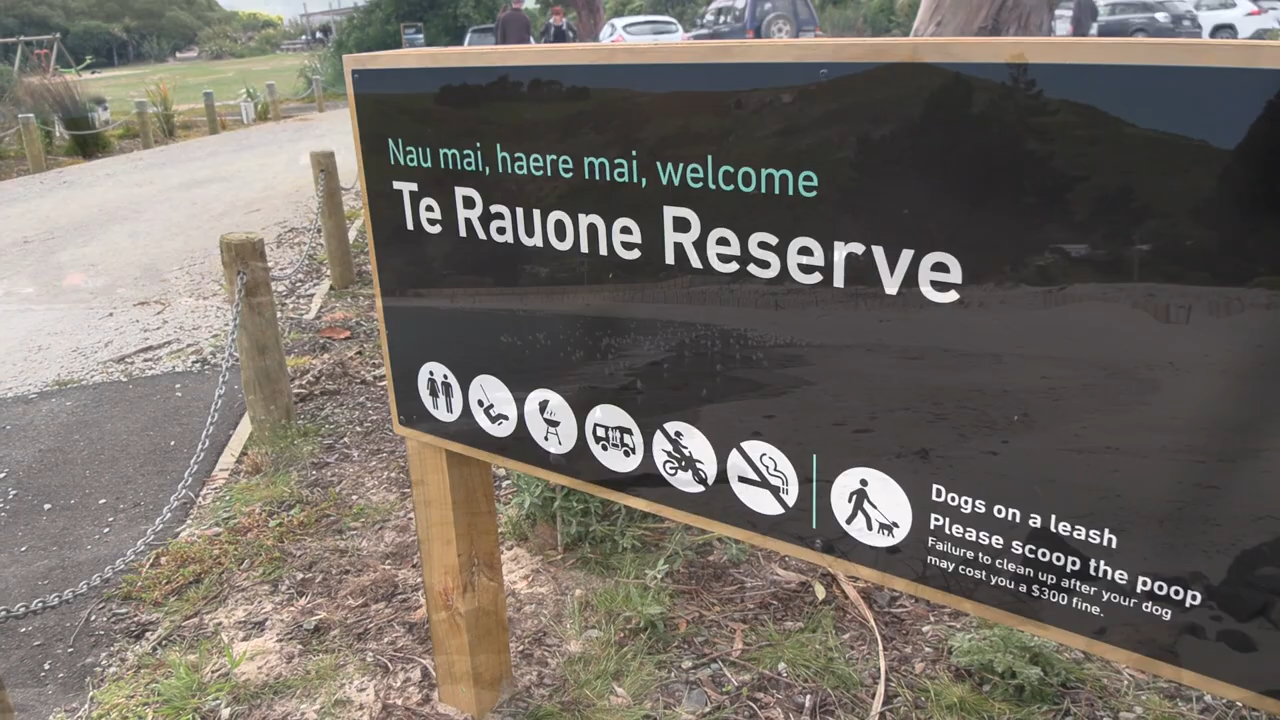 Nau mai, haere mai, welcome
Te Rauone Reserve
Dogs on a leash
Please scoop the poop
Failure to clean up after your dog
may cost you a $300 fine.